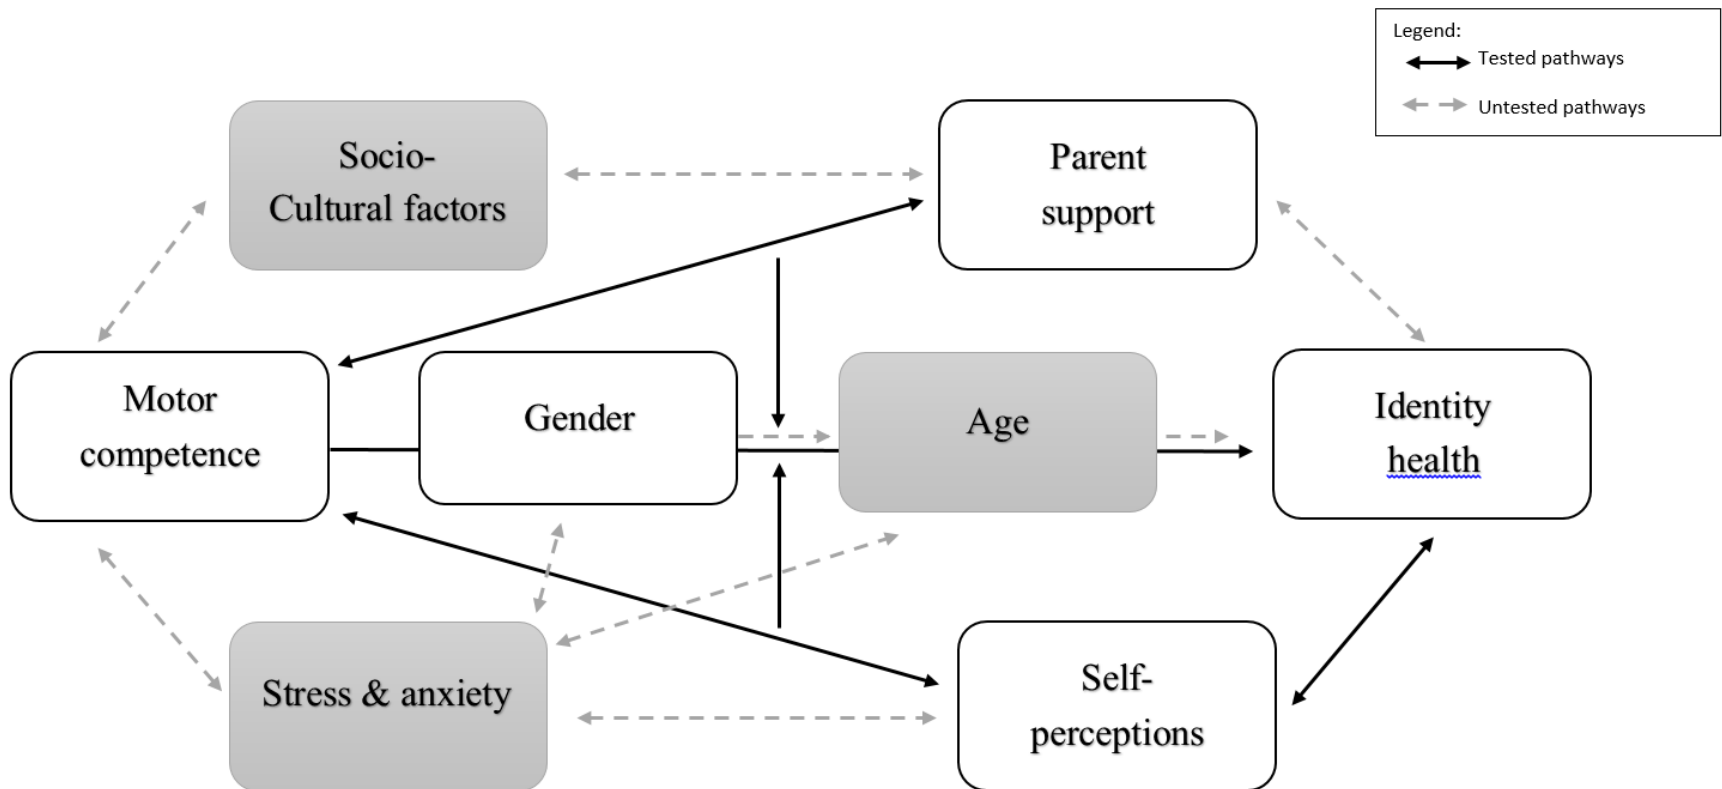 Legend:
Tested pathways
Untested pathways
Socio-
Cultural factors
Parent
support
Motor
competence
Gender
Age
Identity
health
Stress & anxiety
Self-
perceptions